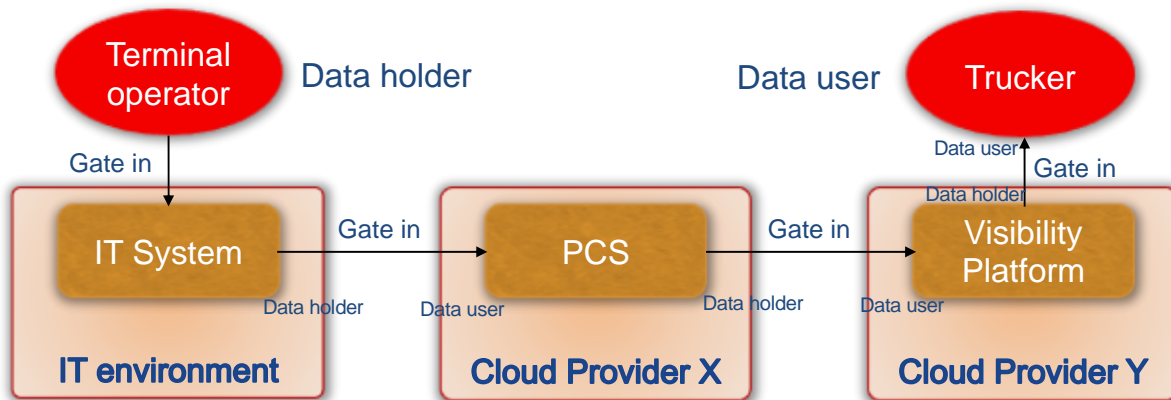 Terminal
operator
Data holder
Data user
Trucker
Gate in
Data user
Gate in
Data holder
IT System
Gate in
PCS
Gate in
Visibility
Platform
Data holder
Data user
Data holder
Data user
IT environment
Cloud Provider X
Cloud Provider Y